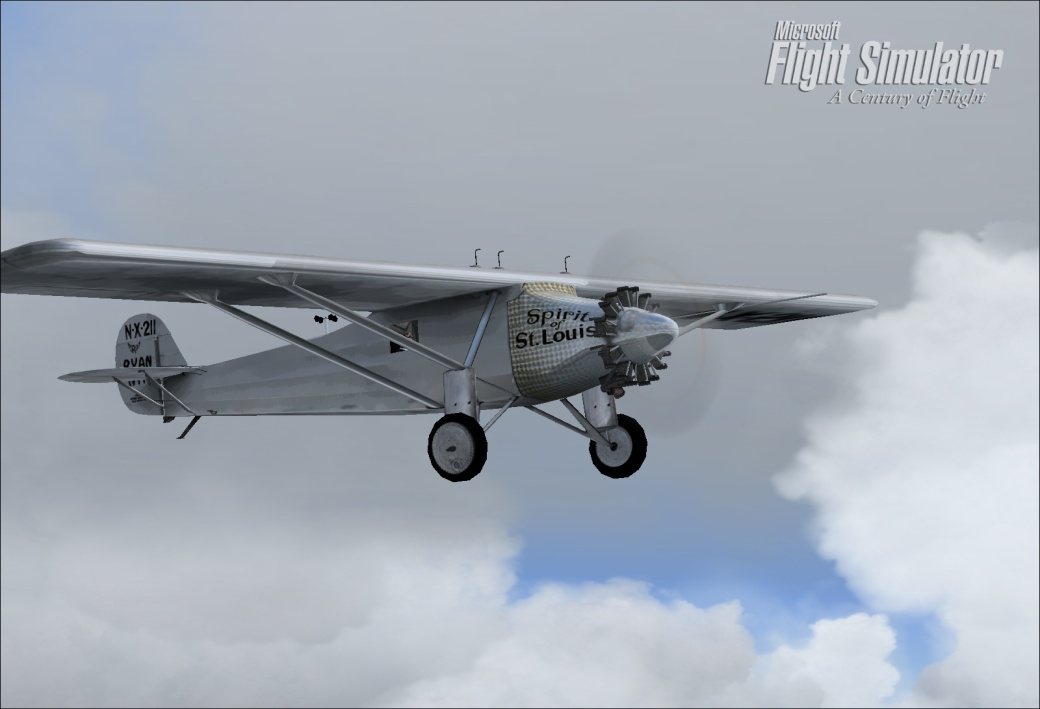 Microsoft
Flight Simulator
A Century of Flight
N-X-211
RYAN
Spirit
of
St. Louis